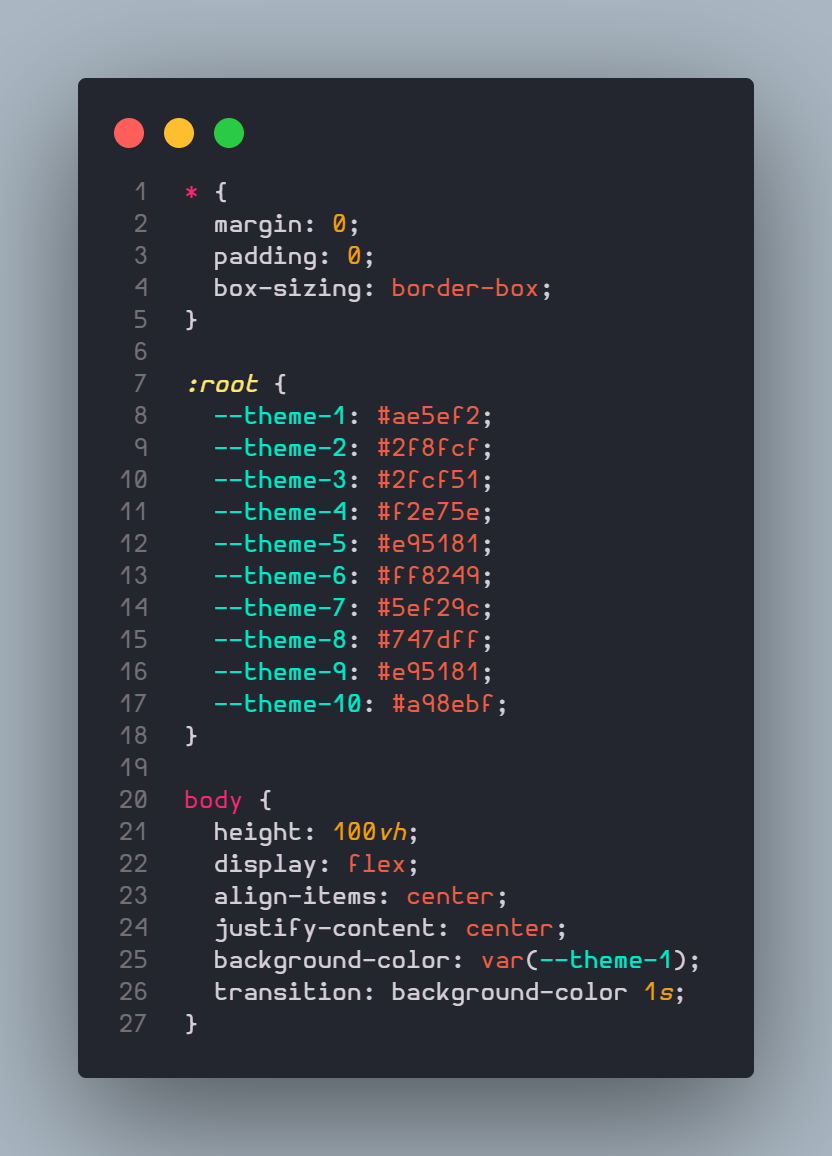 1 * {
2   margin: 0;
3   padding: 0;
4   box-sizing: border-box;
5 }
6
7 :root {
8   --theme-1: #ae5ef2;
9   --theme-2: #2f8fcf;
10   --theme-3: #2fcf51;
11   --theme-4: #f2e75e;
12   --theme-5: #e95181;
13   --theme-6: #ff8249;
14   --theme-7: #5ef29c;
15   --theme-8: #747dff;
16   --theme-9: #e95181;
17   --theme-10: #a98ebf;
18 }
19
20 body {
21   height: 100vh;
22   display: flex;
23   align-items: center;
24   justify-content: center;
25   background-color: var(--theme-1);
26   transition: background-color 1s;
27 }